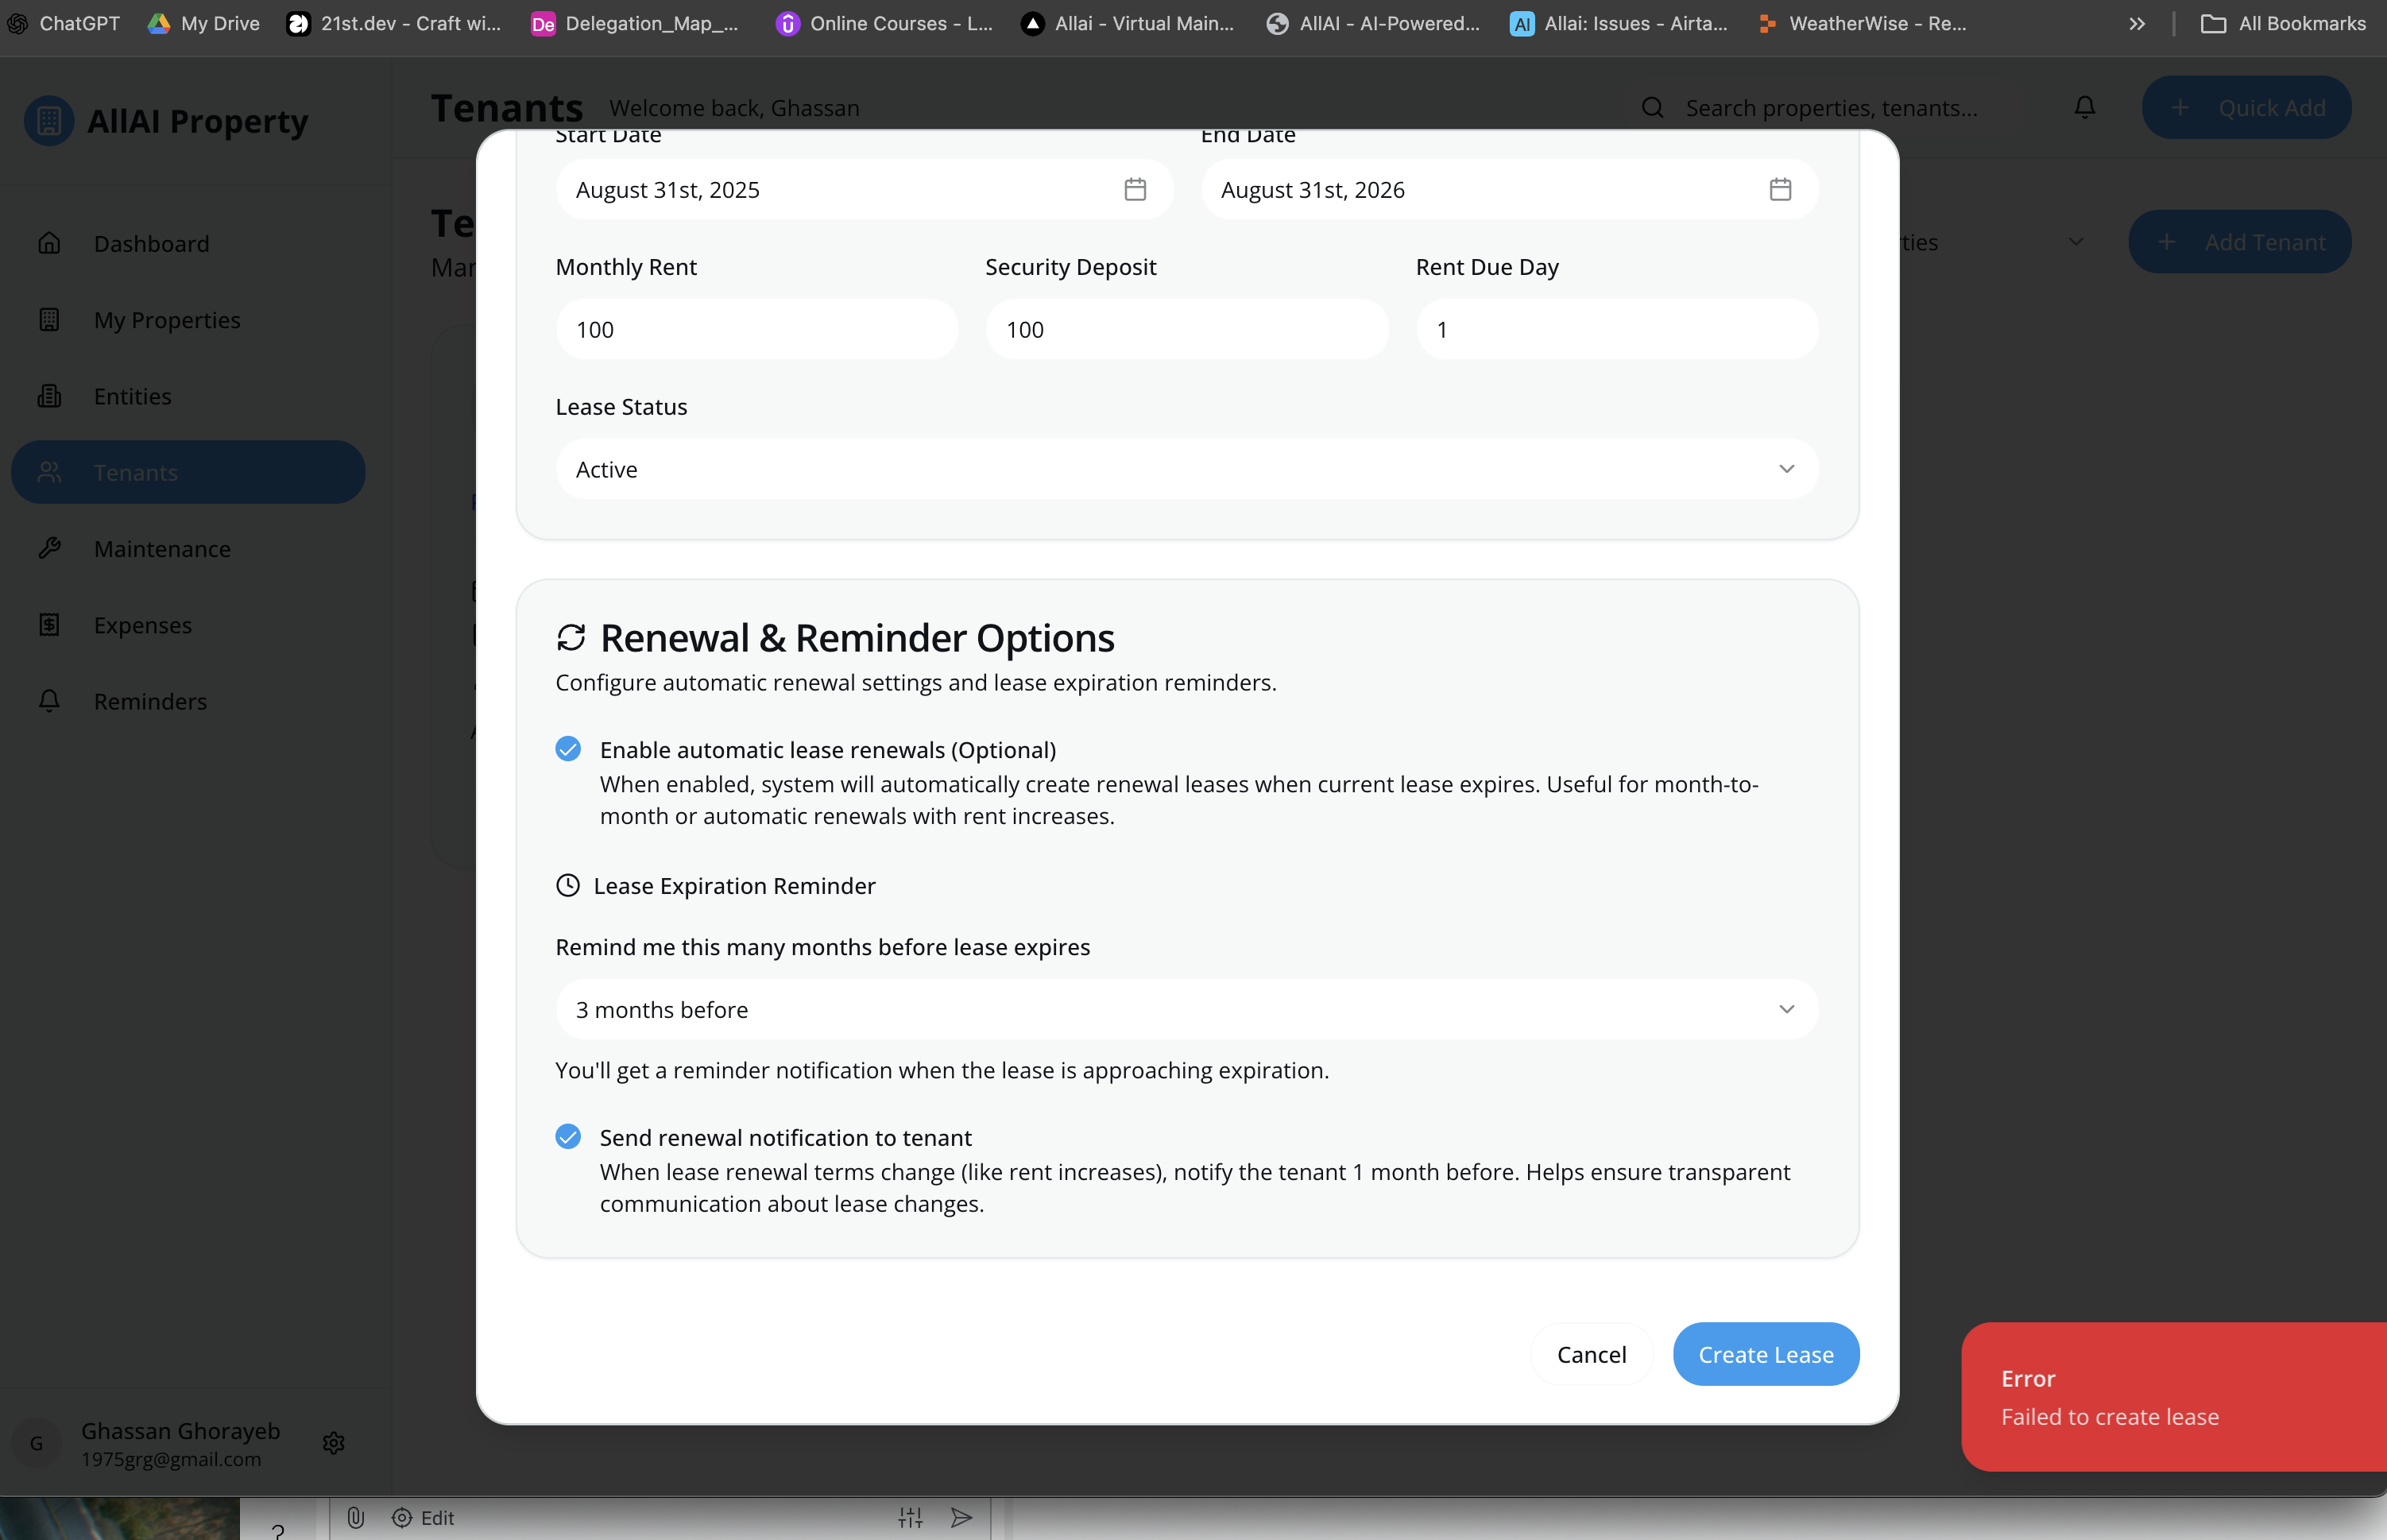 ChatGPT
My Drive
21st.dev - Craft wi...
Delegation_Map_...
Online Courses - L...
Allai - Virtual Main...
AllAI - AI-Powered...
Allai: Issues - Airta...
WeatherWise - Re...
All Bookmarks
AllAI Property
Tenants
Welcome back, Ghassan
Search properties, tenants...
Quick Add
Dashboard
My Properties
Entities
Tenants
Maintenance
Expenses
Reminders
Add Tenant
Start Date
End Date
August 31st, 2025
August 31st, 2026
Monthly Rent
Security Deposit
Rent Due Day
100
100
1
Lease Status
Active
Renewal & Reminder Options
Configure automatic renewal settings and lease expiration reminders.
Enable automatic lease renewals (Optional)
When enabled, system will automatically create renewal leases when current lease expires. Useful for month-to-
month or automatic renewals with rent increases.
Lease Expiration Reminder
Remind me this many months before lease expires
3 months before
You'll get a reminder notification when the lease is approaching expiration.
Send renewal notification to tenant
When lease renewal terms change (like rent increases), notify the tenant 1 month before. Helps ensure transparent
communication about lease changes.
Cancel
Create Lease
Error
Failed to create lease
G
Ghassan Ghorayeb
1975grg@gmail.com
Edit